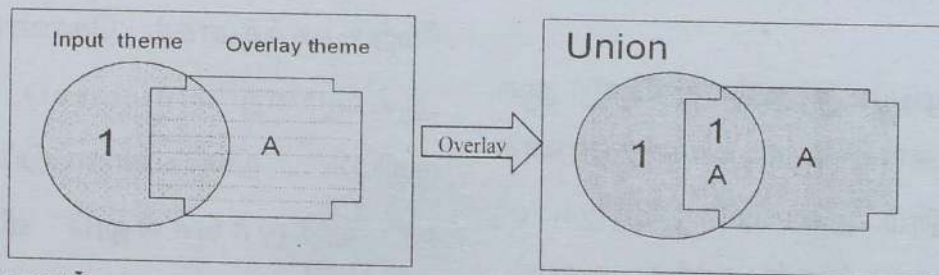 Input theme Overlay theme
1 A
Overlay
Union
1 1 A A